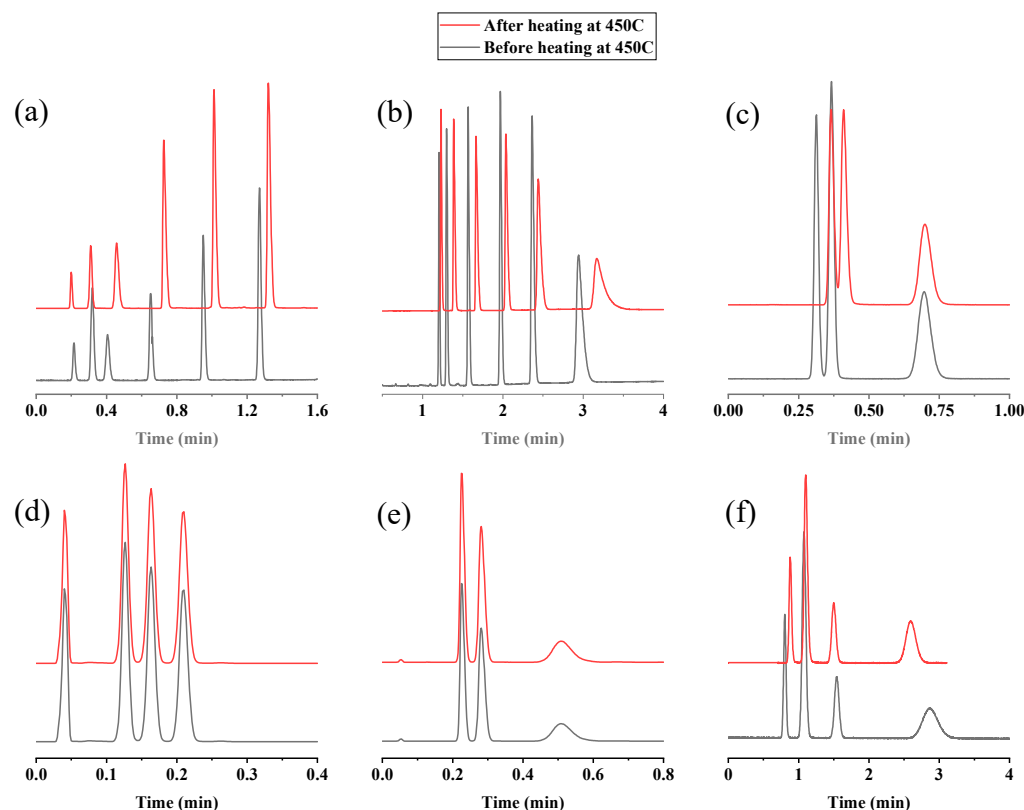 After heating at 450C
Before heating at 450C
(a)
(b)
(c)
0.0 0.4 0.8 1.2 1.6
Time (min)
1 2 3 4
Time (min)
0.00 0.25 0.50 0.75 1.00
Time (min)
(d)
(e)
(f)
0.0 0.1 0.2 0.3 0.4
Time (min)
0.0 0.2 0.4 0.6 0.8
Time (min)
0 1 2 3 4
Time (min)